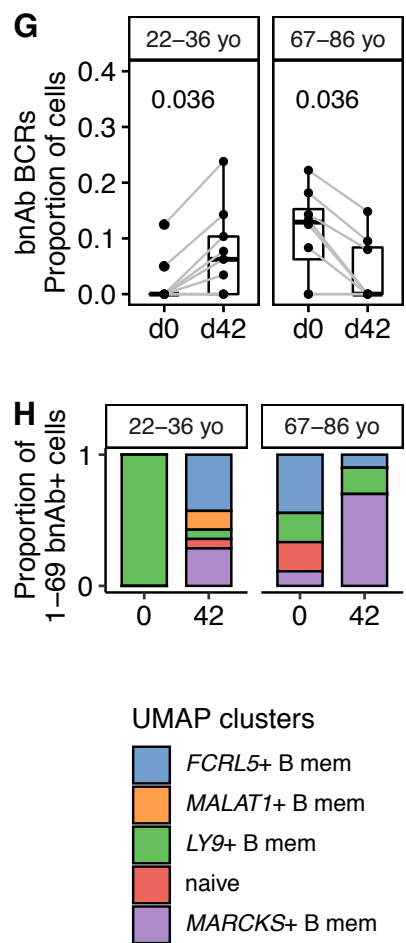 G
22–36 yo
67–86 yo
bnAb BCRs
Proportion of cells
0.4
0.3
0.2
0.1
0.0
0.036
0.036
d0
d42
d0
d42
H
22–36 yo
67–86 yo
Proportion of
1–69 bnAb+ cells
1
0
0
42
0
42
UMAP clusters
FCRL5+ B mem
MALAT1+ B mem
LY9+ B mem
naive
MARCKS+ B mem